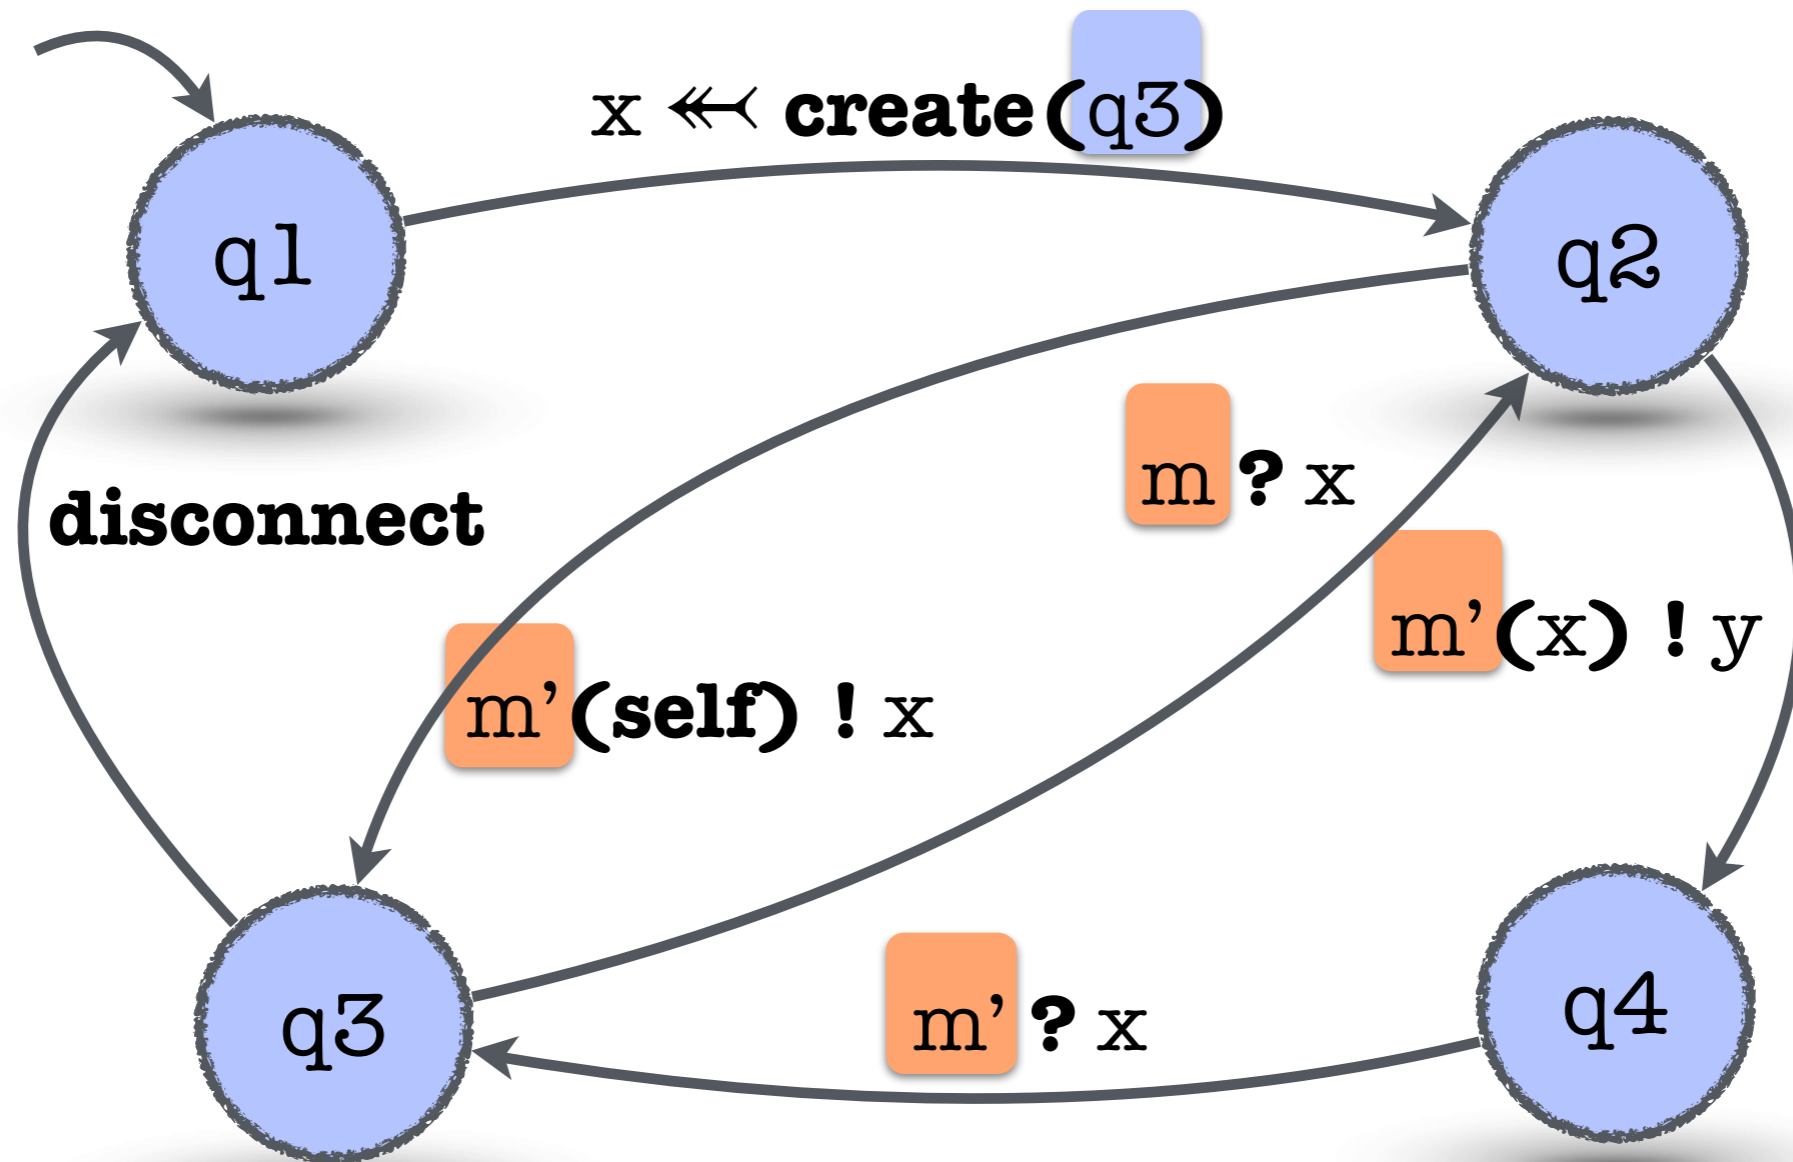 x ⤛ create(q3)
q1
q2
m ? x
disconnect
m’(x) ! y
m’(self) ! x
m’ ? x
q3
q4